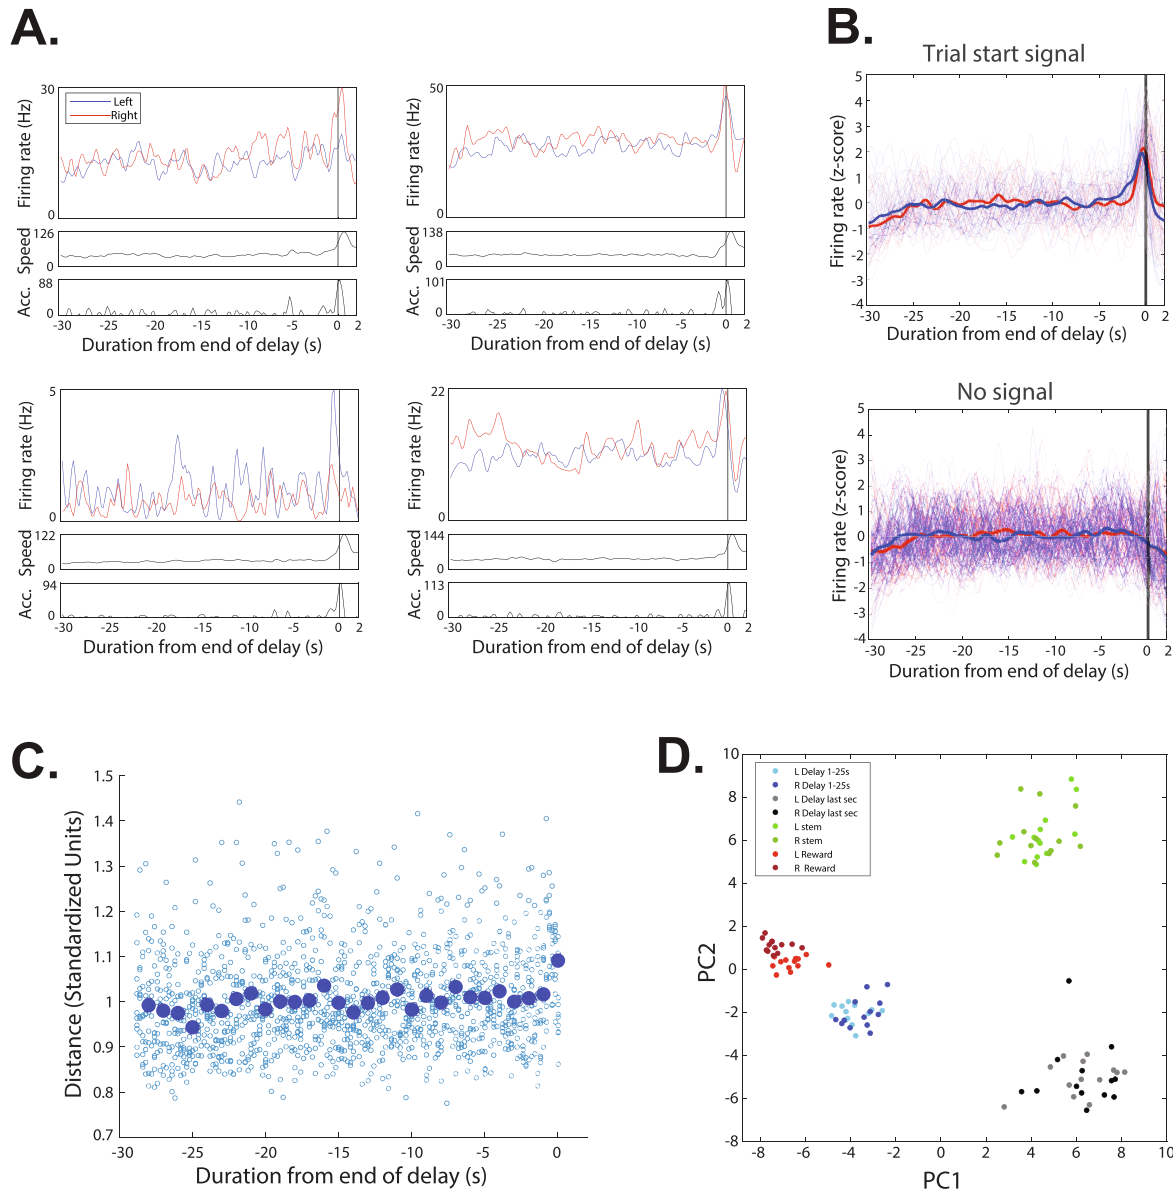 A.
B.
Trial start signal
30
Left
Right
Firing rate (Hz)
0
126
Speed
0
88
Acc.
0
-30 -25 -20 -15 -10 -5 0 2
Duration from end of delay (s)
50
Firing rate (Hz)
0
138
Speed
0
101
Acc.
0
-30 -25 -20 -15 -10 -5 0 2
Duration from end of delay (s)
5
4
3
2
1
0
-1
-2
-3
-4
Firing rate (z-score)
-30 -25 -20 -15 -10 -5 0 2
Duration from end of delay (s)
5
Firing rate (Hz)
0
122
Speed
0
94
Acc.
0
-30 -25 -20 -15 -10 -5 0 2
Duration from end of delay (s)
22
Firing rate (Hz)
0
144
Speed
0
113
Acc.
0
-30 -25 -20 -15 -10 -5 0 2
Duration from end of delay (s)
No signal
5
4
3
2
1
0
-1
-2
-3
-4
Firing rate (z-score)
-30 -25 -20 -15 -10 -5 0 2
Duration from end of delay (s)
C.
1.5
1.4
1.3
1.2
1.1
1
0.9
0.8
0.7
Distance (Standardized Units)
-30 -25 -20 -15 -10 -5 0
Duration from end of delay (s)
D.
10
8
6
4
2
0
-2
-4
-6
-8
PC2
L Delay 1-25s
R Delay 1-25s
L Delay last sec
R Delay last sec
L stem
R stem
L Reward
R Reward
-8 -6 -4 -2 0 2 4 6 8 10
PC1